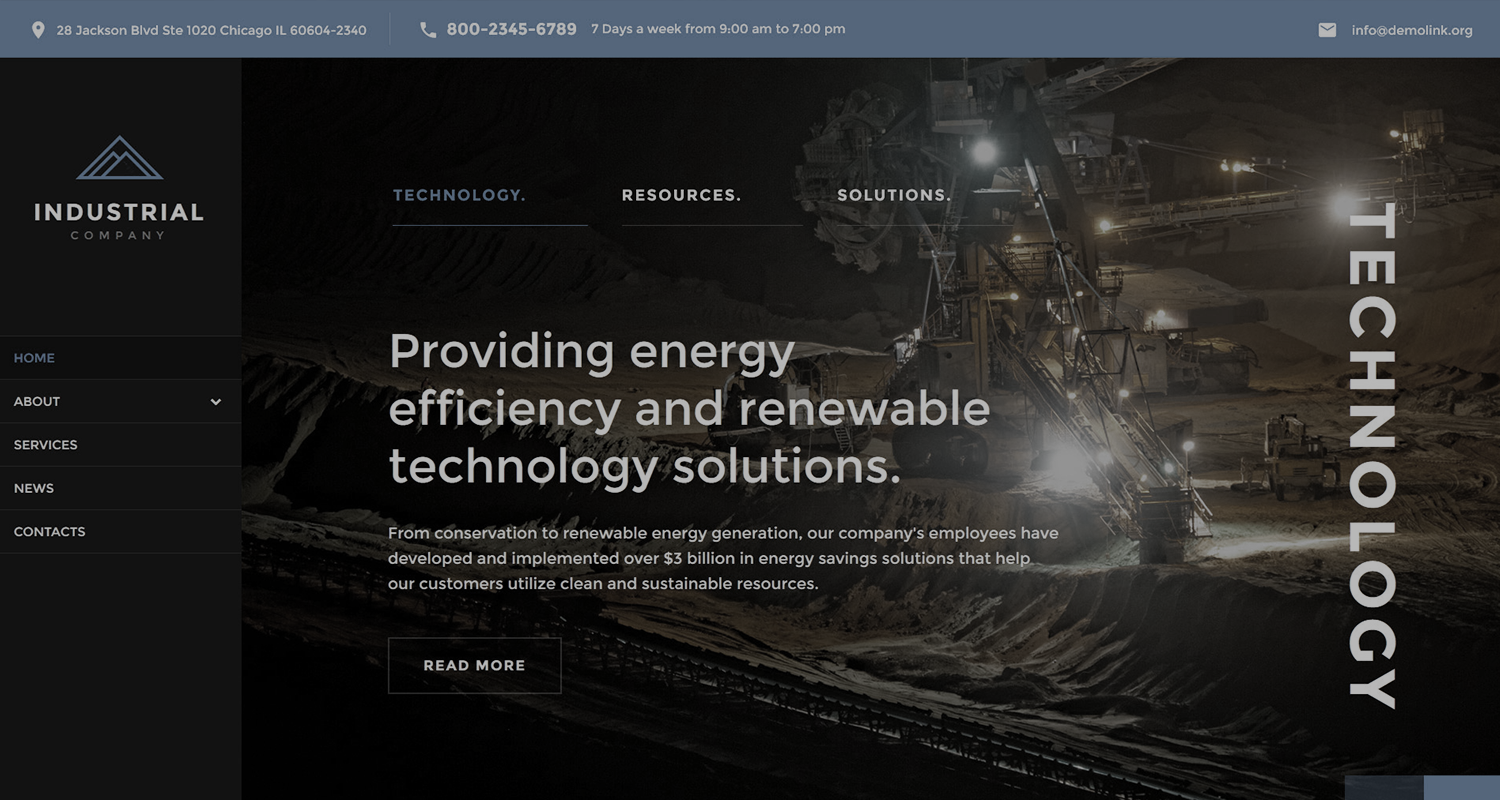 28 Jackson Blvd Ste 1020 Chicago IL 60604-2340
800-2345-6789
7 Days a week from 9:00 am to 7:00 pm
info@demolink.org
INDUSTRIAL
COMPANY
HOME
ABOUT
SERVICES
NEWS
CONTACTS
TECHNOLOGY.
RESOURCES.
SOLUTIONS.
Providing energy
efficiency and renewable
technology solutions.
From conservation to renewable energy generation, our company's employees have
developed and implemented over $3 billion in energy savings solutions that help
our customers utilize clean and sustainable resources.
READ MORE
TECHNOLOGY